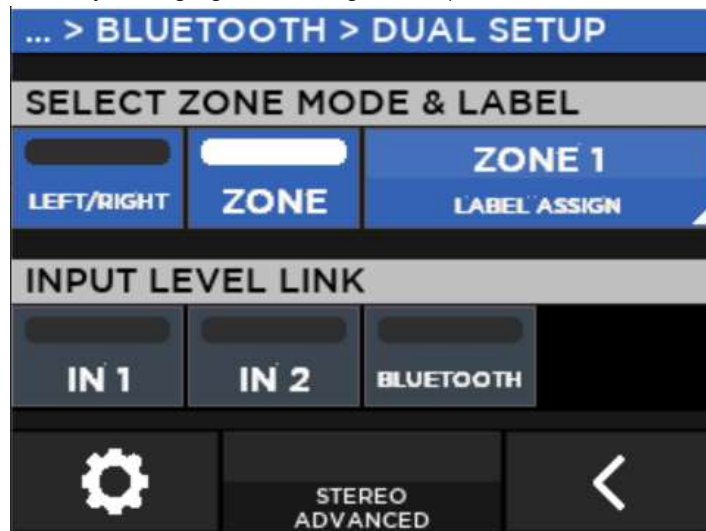 ... > BLUETOOTH > DUAL SETUP
SELECT ZONE MODE & LABEL
LEFT/RIGHT
ZONE
ZONE 1
LABEL ASSIGN
INPUT LEVEL LINK
IN 1
IN 2
BLUETOOTH
STEREO
ADVANCED